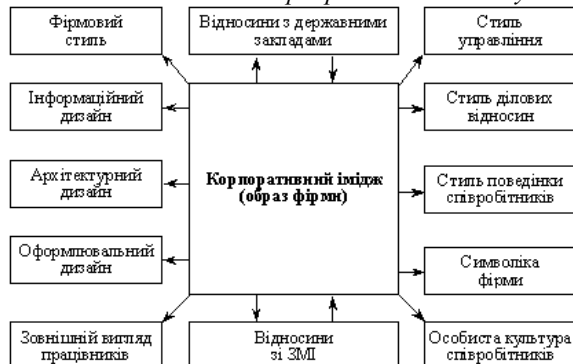 Фірмовий
стиль
Відносини з державними
закладами
Стиль
управління
Інформаційний
дизайн
Стиль ділових
відносин
Архітектурний
дизайн
Корпоративний імідж
(образ фірми)
Стиль поведінки
співробітників
Оформлювальний
дизайн
Символіка
фірми
Зовнішній вигляд
працівників
Відносини
зі ЗМІ
Особиста культура
співробітників